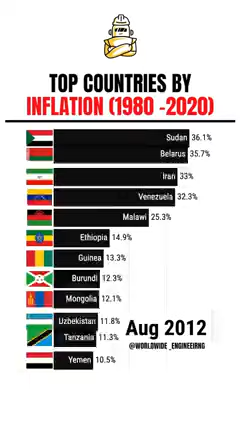 TOP COUNTRIES BY
INFLATION (1980 -2020)
Sudan 36.1%
Belarus 35.7%
Iran 33%
Venezuela 32.3%
Malawi 25.3%
Ethiopia 14.9%
Guinea 13.3%
Burundi 12.3%
Mongolia 12.1%
Uzbekistan 11.8%
Tanzania 11.3%
Yemen 10.5%
Aug 2012
@WORLDWIDE_ENGINEEIRNG